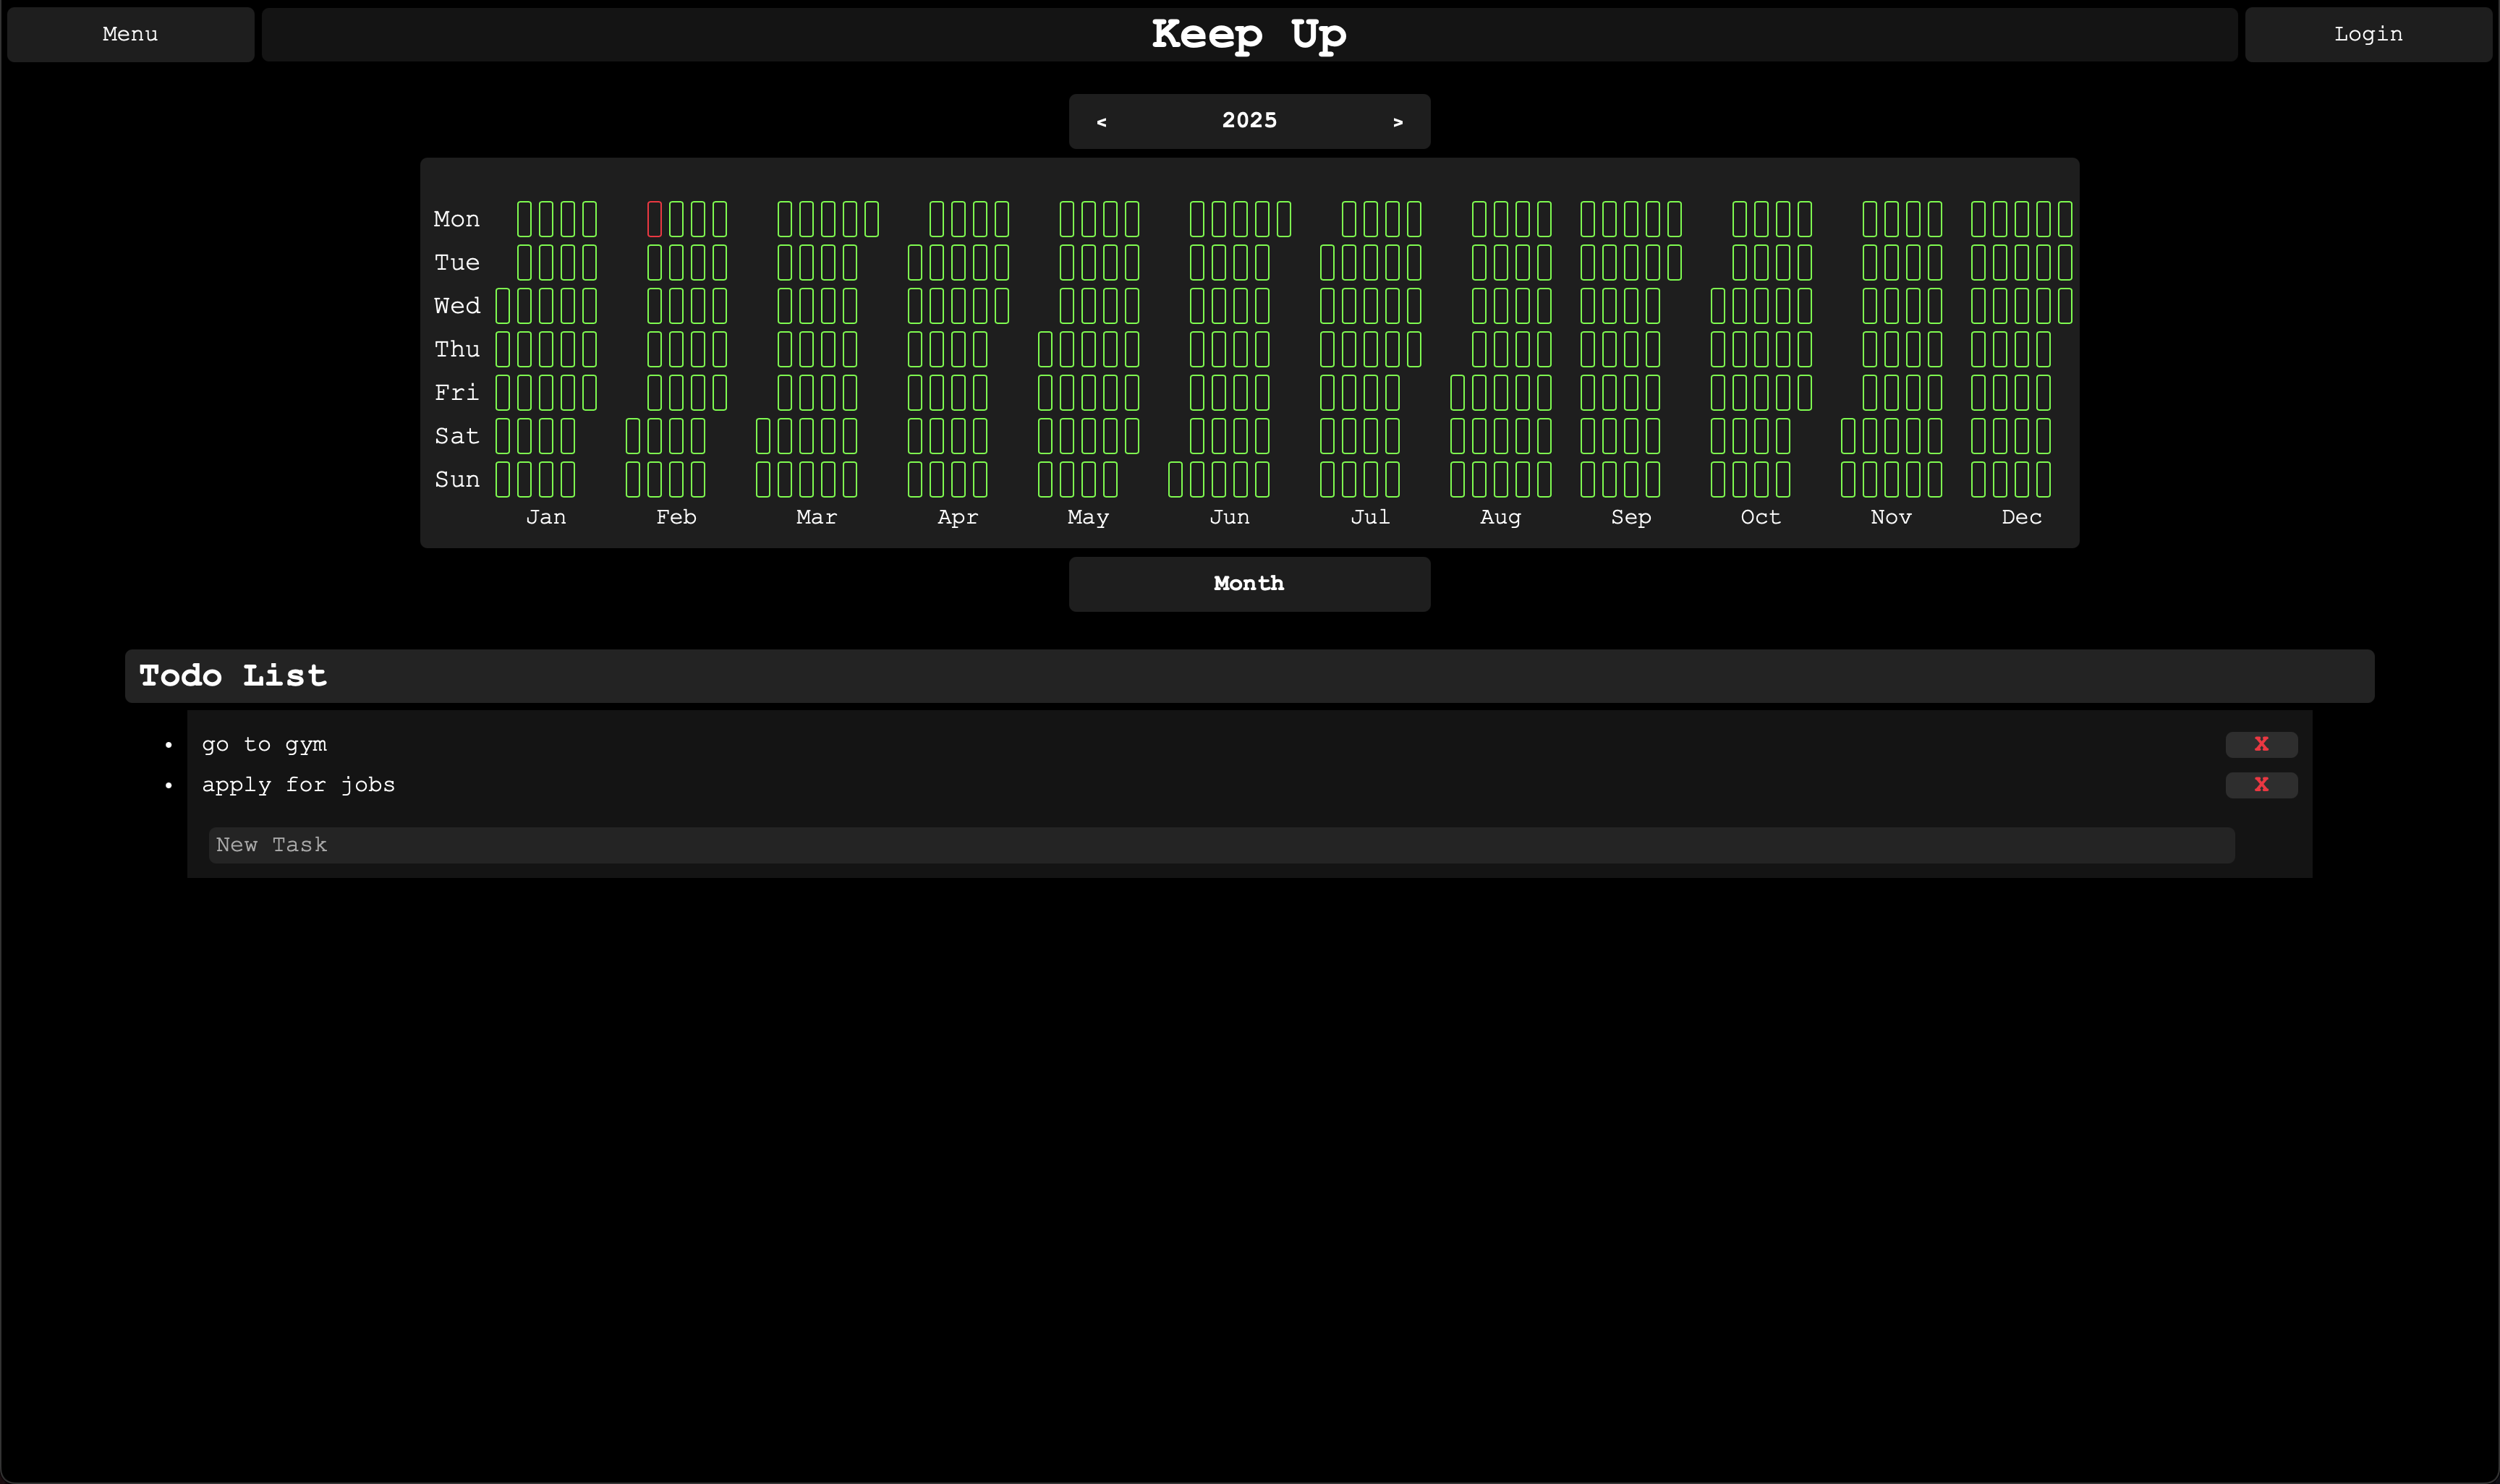 Menu
Keep Up
Login
< 2025 >
Mon
Tue
Wed
Thu
Fri
Sat
Sun
Jan Feb Mar Apr May Jun Jul Aug Sep Oct Nov Dec
Month
Todo List
• go to gym X
• apply for jobs X
New Task